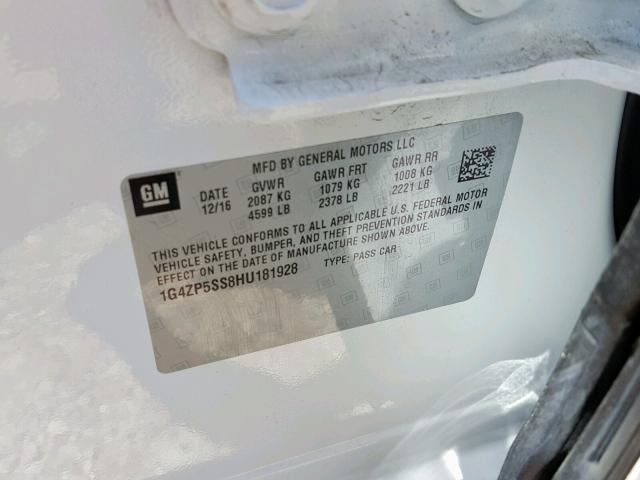 MFD BY GENERAL MOTORS LLC
GM
DATE GVWR GAWR FRT GAWR RR
12/16 2087 KG 1079 KG 1008 KG
4599 LB 2378 LB 2221 LB
THIS VEHICLE CONFORMS TO ALL APPLICABLE U.S. FEDERAL MOTOR
VEHICLE SAFETY, BUMPER, AND THEFT PREVENTION STANDARDS IN
EFFECT ON THE DATE OF MANUFACTURE SHOWN ABOVE.
1G4ZP5SS8HU181928 TYPE: PASS CAR